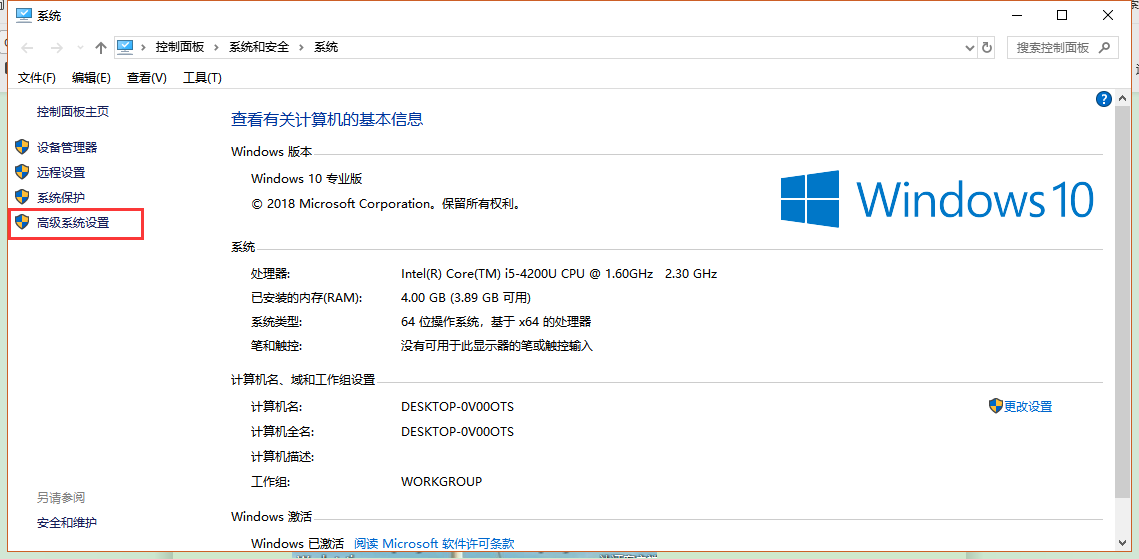 系统
控制面板 › 系统和安全 › 系统
搜索控制面板
文件(F) 编辑(E) 查看(V) 工具(T)
控制面板主页
设备管理器
远程设置
系统保护
高级系统设置
另请参阅
安全和维护
查看有关计算机的基本信息
Windows 版本
Windows 10 专业版
© 2018 Microsoft Corporation。保留所有权利。
Windows 10
系统
处理器: Intel(R) Core(TM) i5-4200U CPU @ 1.60GHz 2.30 GHz
已安装的内存(RAM): 4.00 GB (3.89 GB 可用)
系统类型: 64 位操作系统，基于 x64 的处理器
笔和触控: 没有可用于此显示器的笔或触控输入
计算机名、域和工作组设置
计算机名: DESKTOP-0V00OTS 更改设置
计算机全名: DESKTOP-0V00OTS
计算机描述:
工作组: WORKGROUP
Windows 激活
Windows 已激活 阅读 Microsoft 软件许可条款